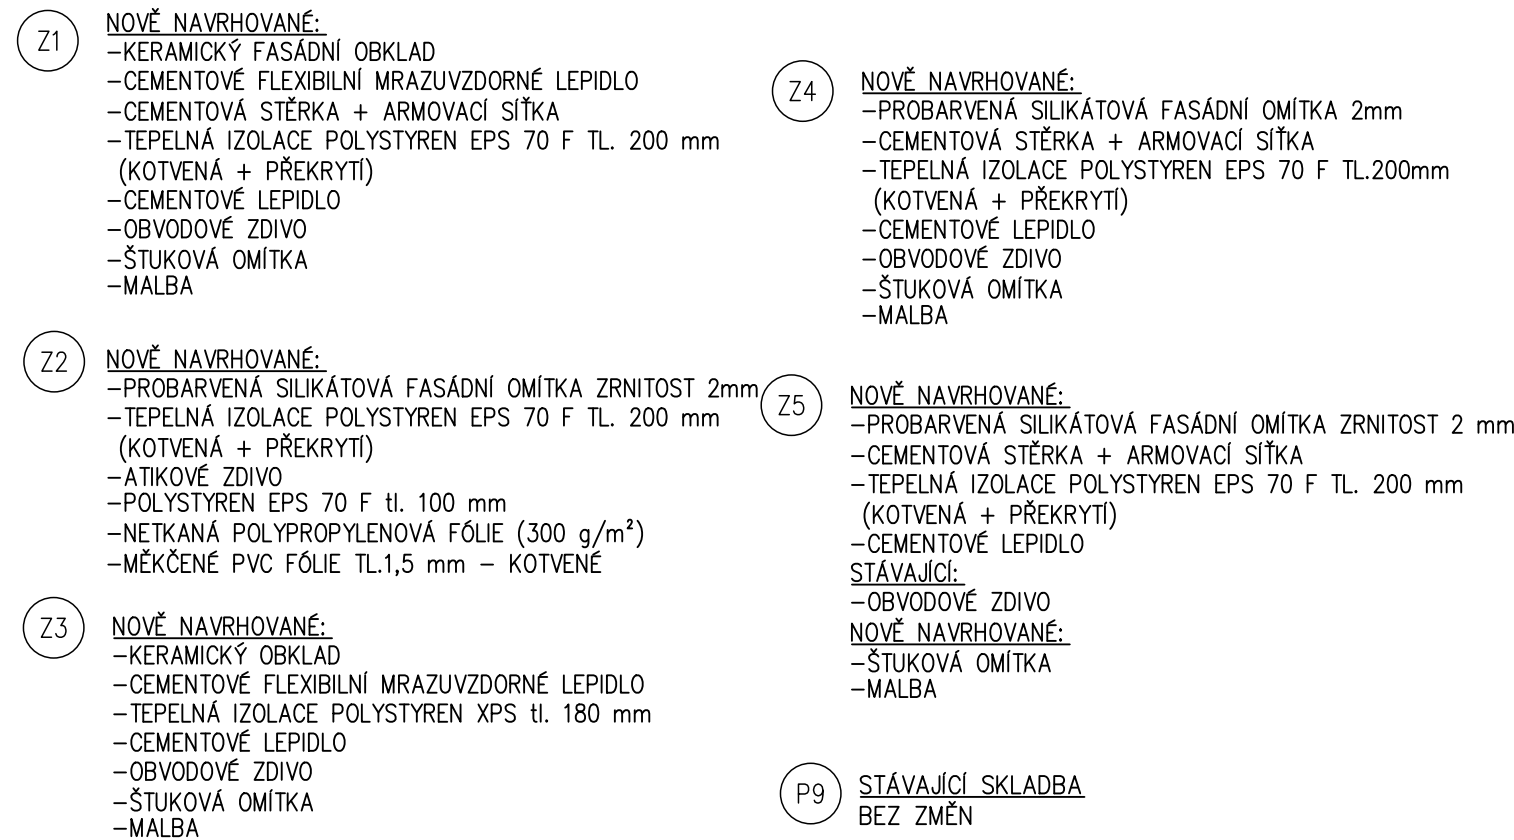 Z1
NOVĚ NAVRHOVANÉ:
-KERAMICKÝ FASÁDNÍ OBKLAD
-CEMENTOVÉ FLEXIBILNÍ MRAZUVZDORNÉ LEPIDLO
-CEMENTOVÁ STĚRKA + ARMOVACÍ SÍŤKA
-TEPELNÁ IZOLACE POLYSTYREN EPS 70 F TL. 200 mm
(KOTVENÁ + PŘEKRYTÍ)
-CEMENTOVÉ LEPIDLO
-OBVODOVÉ ZDIVO
-ŠTUKOVÁ OMÍTKA
-MALBA
Z2
NOVĚ NAVRHOVANÉ:
-PROBARVENÁ SILIKÁTOVÁ FASÁDNÍ OMÍTKA ZRNITOST 2mm
-TEPELNÁ IZOLACE POLYSTYREN EPS 70 F TL. 200 mm
(KOTVENÁ + PŘEKRYTÍ)
-ATIKOVÉ ZDIVO
-POLYSTYREN EPS 70 F tl. 100 mm
-NETKANÁ POLYPROPYLENOVÁ FÓLIE (300 g/m²)
-MĚKČENÉ PVC FÓLIE TL.1,5 mm - KOTVENÉ
Z3
NOVĚ NAVRHOVANÉ:
-KERAMICKÝ OBKLAD
-CEMENTOVÉ FLEXIBILNÍ MRAZUVZDORNÉ LEPIDLO
-TEPELNÁ IZOLACE POLYSTYREN XPS tl. 180 mm
-CEMENTOVÉ LEPIDLO
-OBVODOVÉ ZDIVO
-ŠTUKOVÁ OMÍTKA
-MALBA
Z4
NOVĚ NAVRHOVANÉ:
-PROBARVENÁ SILIKÁTOVÁ FASÁDNÍ OMÍTKA 2mm
-CEMENTOVÁ STĚRKA + ARMOVACÍ SÍŤKA
-TEPELNÁ IZOLACE POLYSTYREN EPS 70 F TL.200mm
(KOTVENÁ + PŘEKRYTÍ)
-CEMENTOVÉ LEPIDLO
-OBVODOVÉ ZDIVO
-ŠTUKOVÁ OMÍTKA
-MALBA
Z5
NOVĚ NAVRHOVANÉ:
-PROBARVENÁ SILIKÁTOVÁ FASÁDNÍ OMÍTKA ZRNITOST 2 mm
-CEMENTOVÁ STĚRKA + ARMOVACÍ SÍŤKA
-TEPELNÁ IZOLACE POLYSTYREN EPS 70 F TL. 200 mm
(KOTVENÁ + PŘEKRYTÍ)
-CEMENTOVÉ LEPIDLO
STÁVAJÍCÍ:
-OBVODOVÉ ZDIVO
NOVĚ NAVRHOVANÉ:
-ŠTUKOVÁ OMÍTKA
-MALBA
P9
STÁVAJÍCÍ SKLADBA
BEZ ZMĚN